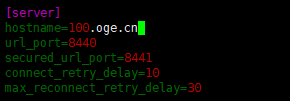 [server]
hostname=100.oge.cn
url_port=8440
secured_url_port=8441
connect_retry_delay=10
max_reconnect_retry_delay=30